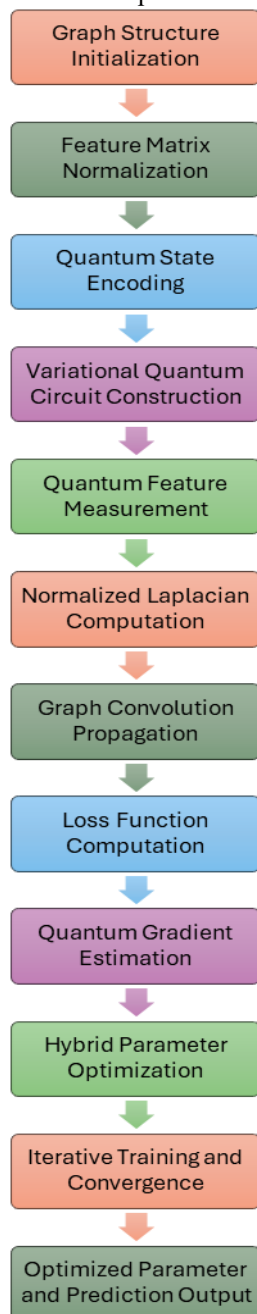 Graph Structure
Initialization
Feature Matrix
Normalization
Quantum State
Encoding
Variational Quantum
Circuit Construction
Quantum Feature
Measurement
Normalized Laplacian
Computation
Graph Convolution
Propagation
Loss Function
Computation
Quantum Gradient
Estimation
Hybrid Parameter
Optimization
Iterative Training and
Convergence
Optimized Parameter
and Prediction Output